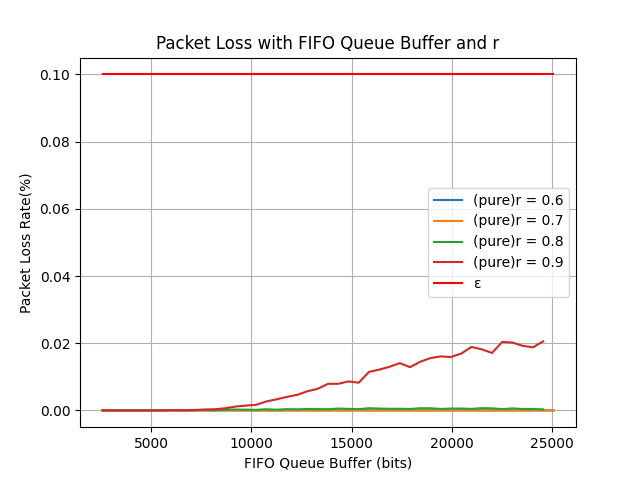 Packet Loss with FIFO Queue Buffer and r
0.10
0.08
0.06
0.04
0.02
0.00
Packet Loss Rate(%)
(pure)r = 0.6
(pure)r = 0.7
(pure)r = 0.8
(pure)r = 0.9
ε
5000
10000
15000
20000
25000
FIFO Queue Buffer (bits)